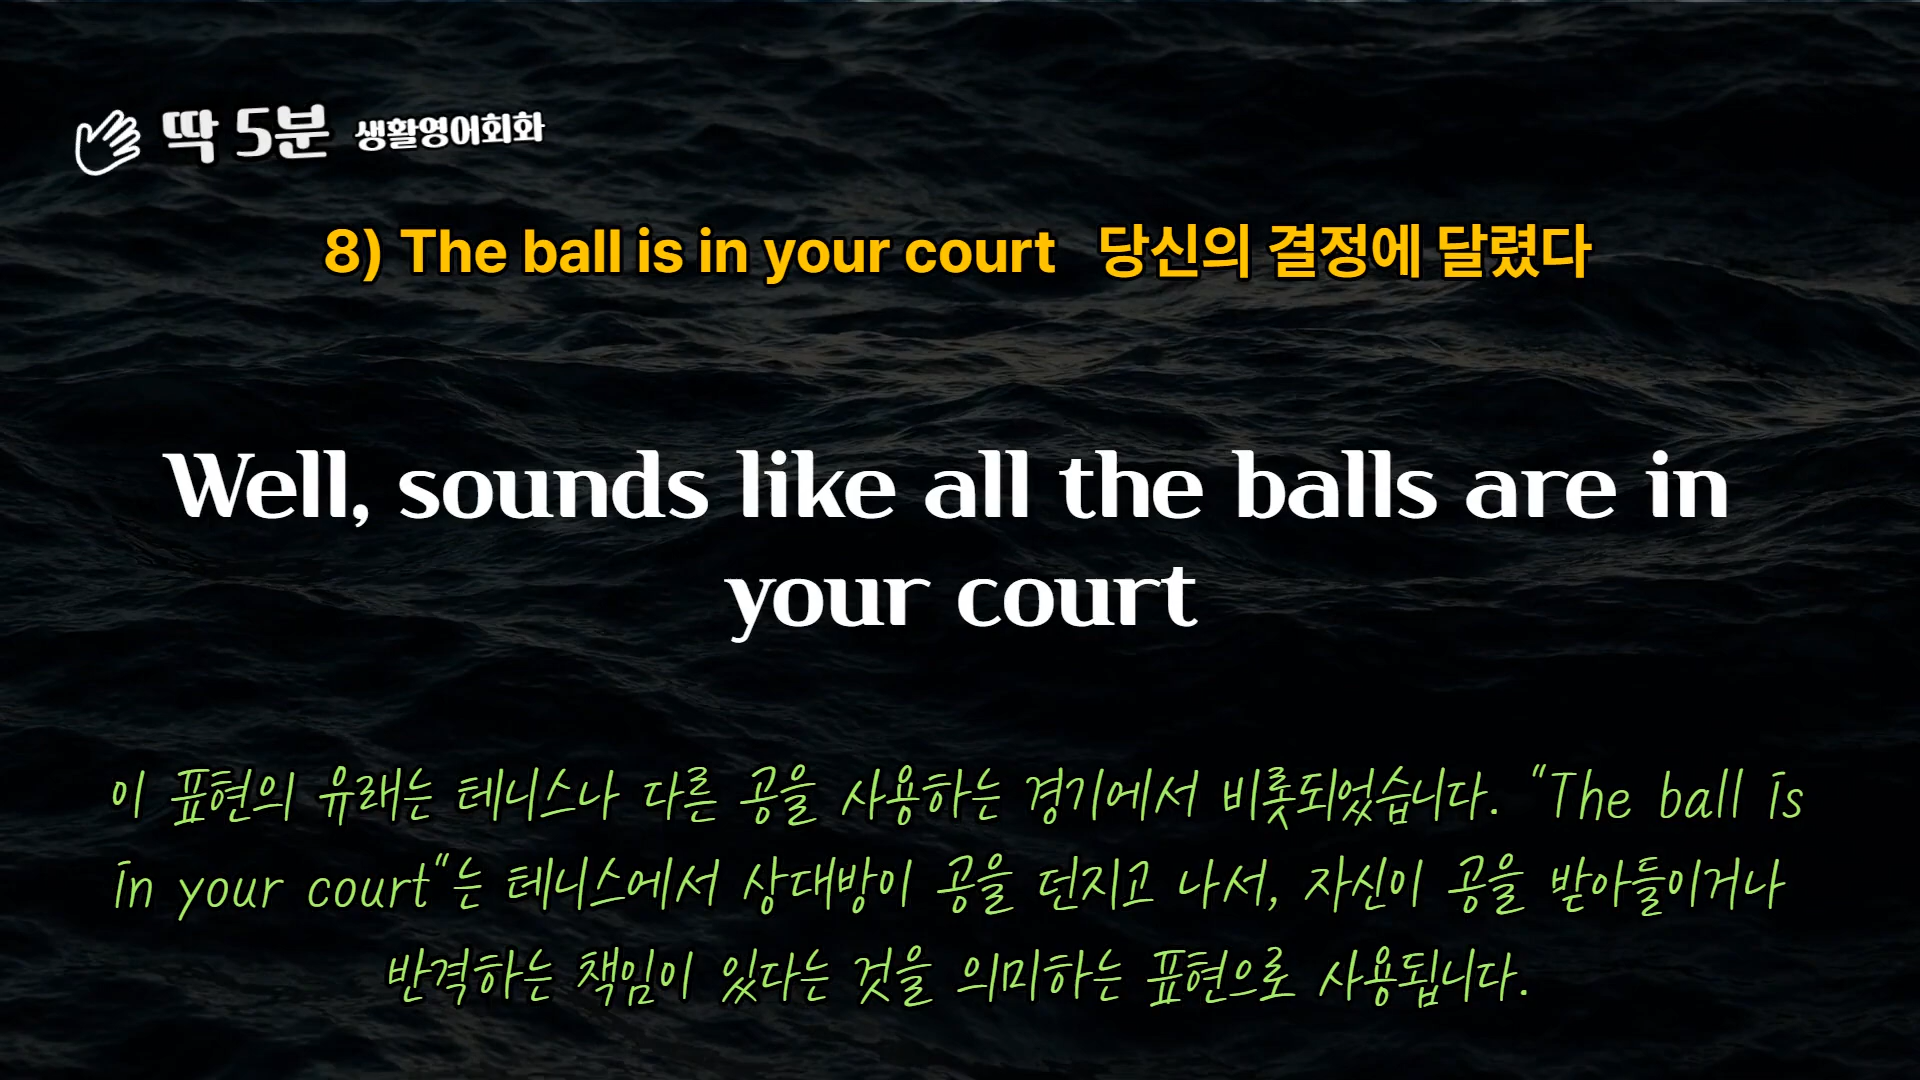 딱 5분 생활영어회화
8) The ball is in your court 당신의 결정에 달렸다
Well, sounds like all the balls are in
your court
이 표현의 유래는 테니스나 다른 공을 사용하는 경기에서 비롯되었습니다. "The ball is
in your court"는 테니스에서 상대방이 공을 던지고 나서, 자신이 공을 받아들이거나
반격하는 책임이 있다는 것을 의미하는 표현으로 사용됩니다.